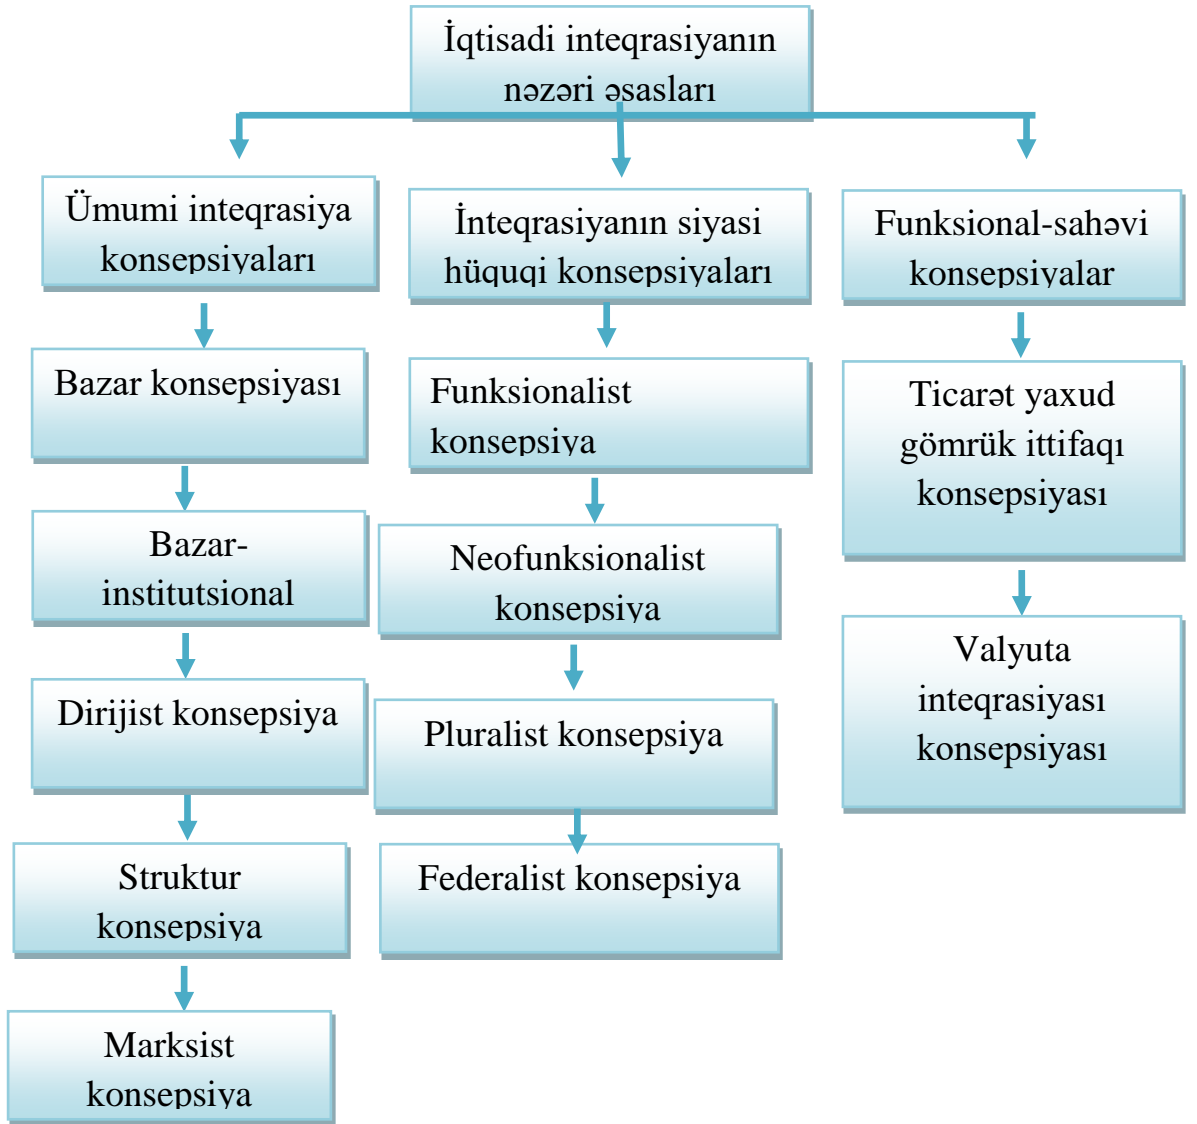 İqtisadi inteqrasiyanın
nəzəri əsasları
Ümumi inteqrasiya
konsepsiyaları
Bazar konsepsiyası
Bazar-
institutsional
Dirijist konsepsiya
Struktur
konsepsiya
Marksist
konsepsiya
İnteqrasiyanın siyasi
hüquqi konsepsiyaları
Funksionalist
konsepsiya
Neofunksionalist
konsepsiya
Pluralist konsepsiya
Federalist konsepsiya
Funksional-sahəvi
konsepsiyalar
Ticarət yaxud
gömrük ittifaqı
konsepsiyası
Valyuta
inteqrasiyası
konsepsiyası